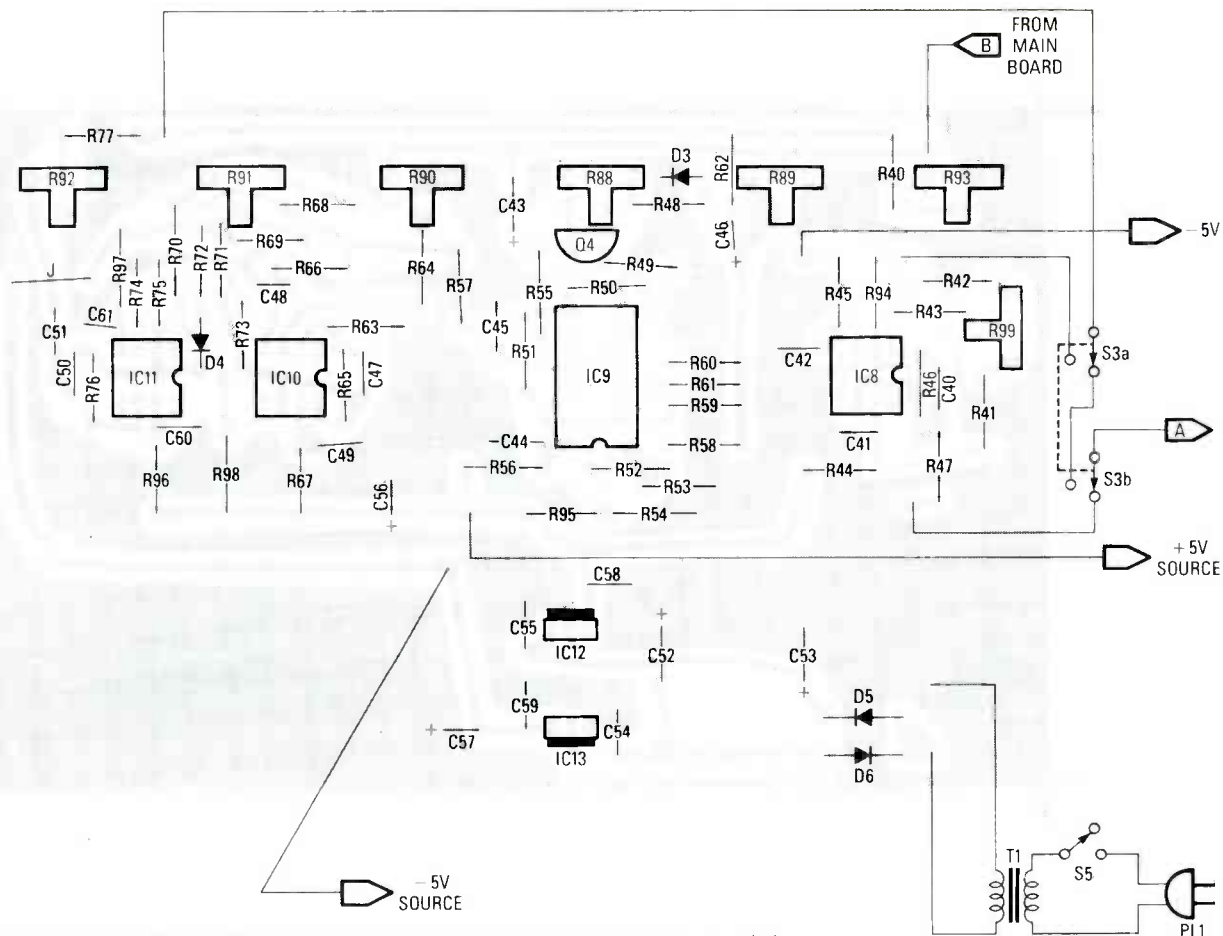 FROM
B MAIN
BOARD
R77
R92
R91
R90
R88
D3
R62
R89
R40
R93
R68
C43
R48
Q4
C46
-5V
R97
R70
R72
R71
R69
R66
R64
R57
R55
R49
R50
R45
R94
R42
R43
J
R74
R75
C48
C51
C61
R73
R63
C45
R51
R99
C50
R76
IC11
D4
IC10
R65
C47
IC9
R60
R61
R59
C42
IC8
R46
C40
R41
S3a
C60
C49
C44
R58
C41
A
R96
R98
R67
C56
R56
R52
R53
R44
R47
S3b
R95
R54
+5V
SOURCE
C58
C55
IC12
C52
C53
C59
C57
IC13
C54
D5
D6
-5V
SOURCE
T1
S5
PL1